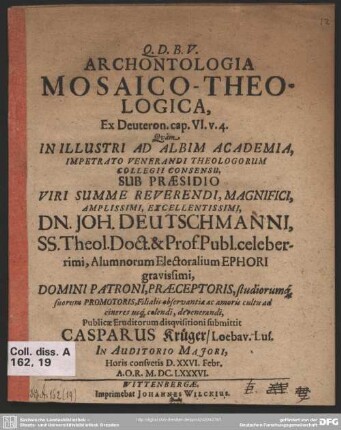 Q. D. B. V.
ARCHONTOLOGIA
MOSAICO-THEO-
LOGICA,
Ex Deuteron. cap. VI. v. 4.
Quam
IN ILLUSTRI AD ALBIM ACADEMIA,
IMPETRATO VENERANDI THEOLOGORUM
COLLEGII CONSENSU,
SUB PRÆSIDIO
VIRI SUMME REVERENDI, MAGNIFICI,
AMPLISSIMI, EXCELLENTISSIMI,
DN. JOH. DEUTSCHMANNI,
SS. Theol. Doct. & Prof. Publ. celeber-
rimi, Alumnorum Electoralium EPHORI
gravissimi,
DOMINI PATRONI, PRÆCEPTORIS, studiorumq́;
suorum PROMOTORIS, Filialis observantiæ ac amoris cultu ad
cineres usq; colendi, devenerandi,
Publicæ Eruditorum disquisitioni submittit
CASPARUS Krüger / Loebav. Lus.
IN AUDITORIO MAJORI,
Horis consvetis D. XXVI. Febr.
A. O. R. M. DC. LXXXVI.
WITTENBERGÆ,
Imprimebat JOHANNES WILCKIUS.
Coll. diss. A
162, 19